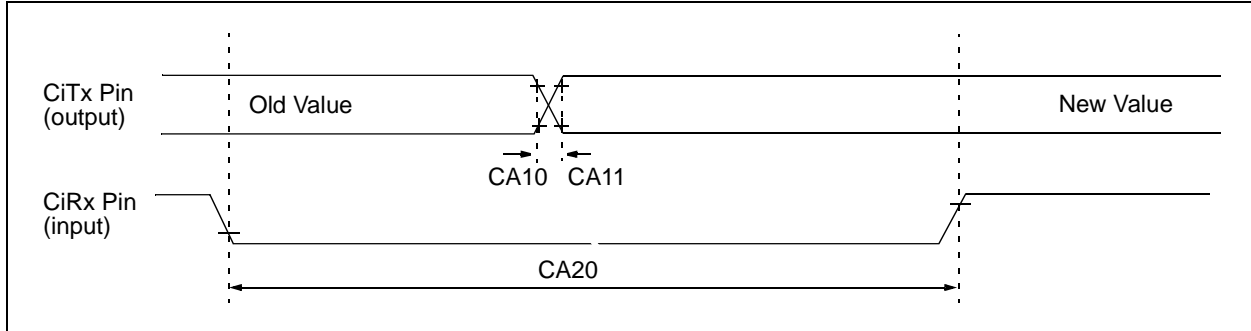 CiTx Pin
(output)
Old Value
New Value
CA10 CA11
CiRx Pin
(input)
CA20